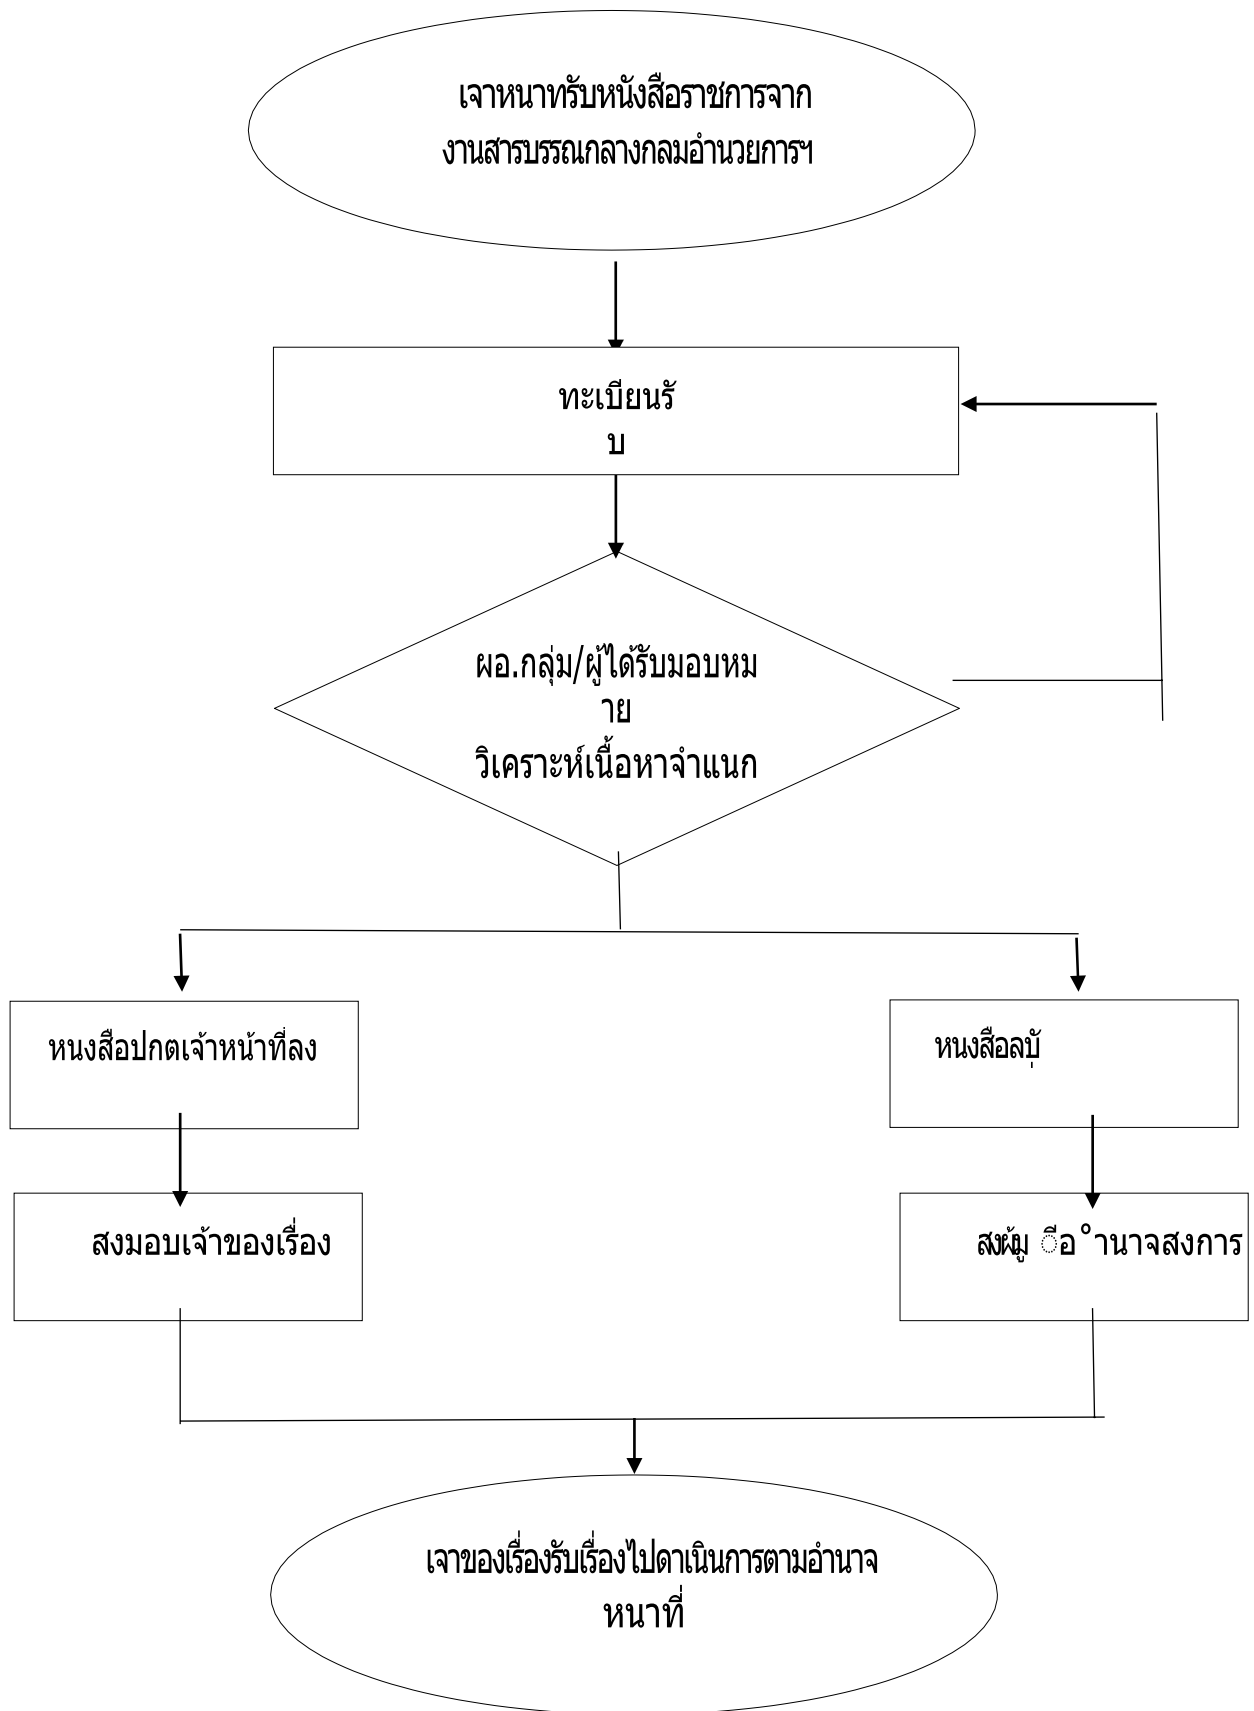 เจาหนาทรับหนังสือราชการจาก
งานสารบรรณกลางกลมอำนวยการฯ
ทะเบียนรั
บ
ผอ.กลุ่ม/ผู้ได้รับมอบหม
าย
วิเคราะห์เนื้อหาจำแนก
หนงสือปกตเจ้าหน้าที่ลง
หนงสือลบั
สงมอบเจ้าของเรื่อง
อํานาจสงการ
เจาของเรื่องรับเรื่องไปดาเนินการตามอำนาจ
หนาที่